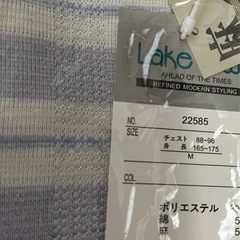 Lake
AHEAD OF THE TIMES
REFINED MODERN STYLING
NO. 22585
SIZE
チェスト 88-96
身 長 165-175
M
COL
ポリエステル
綿
麻